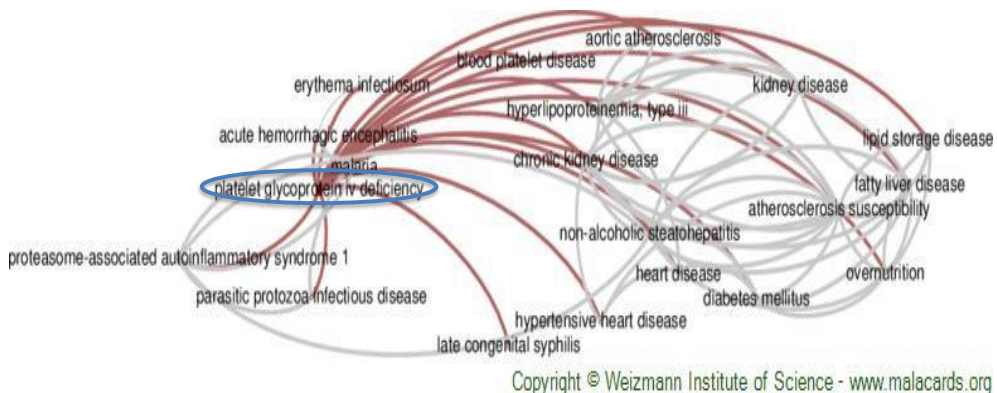 aortic atherosclerosis
blood platelet disease
erythema infectiosum
kidney disease
hyperlipoproteinemia, type iii
acute hemorrhagic encephalitis
lipid storage disease
malaria
chronic kidney disease
platelet glycoprotein iv deficiency
fatty liver disease
atherosclerosis susceptibility
non-alcoholic steatohepatitis
proteasome-associated autoinflammatory syndrome 1
heart disease
overnutrition
parasitic protozoa infectious disease
diabetes mellitus
hypertensive heart disease
late congenital syphilis
Copyright © Weizmann Institute of Science - www.malacards.org